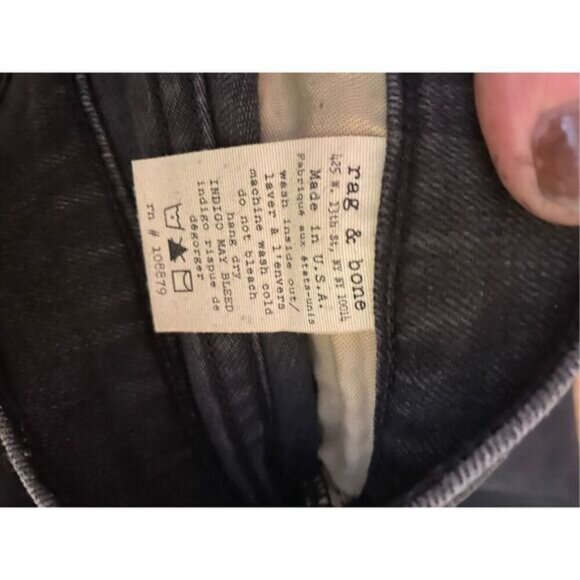 rag & bone
425 W. 13th St, NY NY 10014
Made in U.S.A.
Fabriqué aux états-unis
wash inside out/
laver à l'envers
machine wash cold
do not bleach
hang dry
INDIGO MAY BLEED
indigo risque de
dégorger
rn # 108879